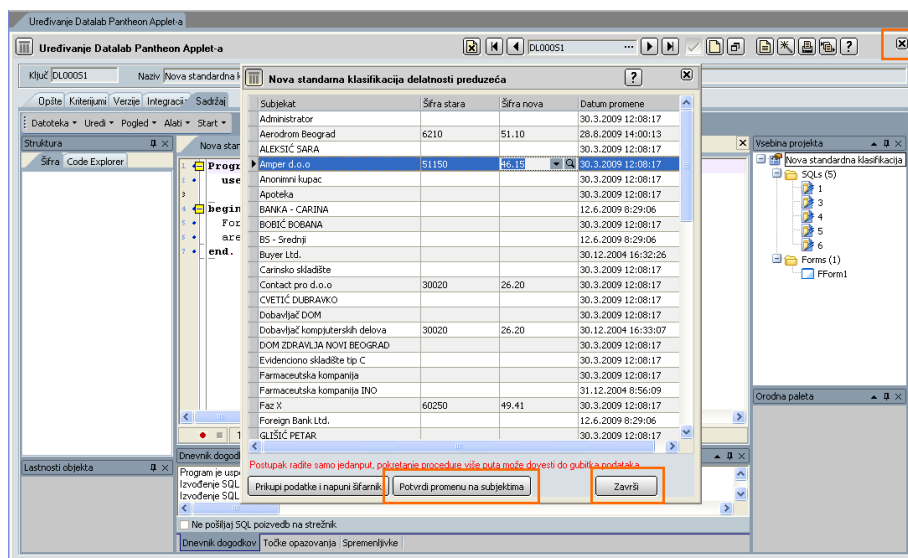 Uređivanje Datalab Pantheon Applet-a
Uređivanje Datalab Pantheon Applet-a
DL000051
Ključ DL000051 Naziv Nova standardna k
Opšte Kriterijumi Verzije Integracij Sadržaj
Datoteka Uredi Pogled Alati Start
Struktura
Šifra Code Explorer
Nova star
1 Progr
2 use
3
4 begin
5 For
6 are
7 end.
Nova standarna klasifikacija delatnosti preduzeća
Subjekat Šifra stara Šifra nova Datum promene
Administrator 30.3.2009 12:08:17
Aerodrom Beograd 6210 51.10 28.8.2009 14:00:13
ALEKSIĆ SARA 30.3.2009 12:08:17
Amper d.o.o 51150 46.15 30.3.2009 12:08:17
Anonimni kupac 30.3.2009 12:08:17
Apoteka 30.3.2009 12:08:17
BANKA - CARINA 12.6.2009 8:29:06
BOBIĆ BOBANA 30.3.2009 12:08:17
BS - Srednji 12.6.2009 8:29:06
Buyer Ltd. 30.12.2004 16:32:26
Carinsko skladište 30.3.2009 12:08:17
Contact pro d.o.o 30020 26.20 30.3.2009 12:08:17
CVETIĆ DUBRAVKO 30.3.2009 12:08:17
Dobavljač DOM 30.3.2009 12:08:17
Dobavljač kompjuterskih delova 30020 26.20 30.12.2004 16:33:07
DOM ZDRAVLJA NOVI BEOGRAD 30.3.2009 12:08:17
Evidenciono skladište tip C 30.3.2009 12:08:17
Farmaceutska kompanija 30.3.2009 12:08:17
Farmaceutska kompanija INO 31.12.2004 8:56:09
Faz X 60250 49.41 30.3.2009 12:08:17
Foreign Bank Ltd. 12.6.2009 8:29:06
GLIŠIĆ PETAR 30.3.2009 12:08:17
Postupak radite samo jedanput, pokretanje procedure više puta može dovesti do gubitka podataka
Prikupi podatke i napuni šifarnik Potvrdi promenu na subjektima Završi
Vsebina projekta
Nova standardna klasifikacija
SQLs (5)
1
3
4
5
6
Forms (1)
FForm1
Orodna paleta
Lastnosti objekta
Dnevnik dogod
Program je usp
Izvođenje SQL
Izvođenje SQL
Ne pošiljaj SQL poizvedb na strežnik
Dnevnik dogodkov Točke opazovanja Spremenljivke